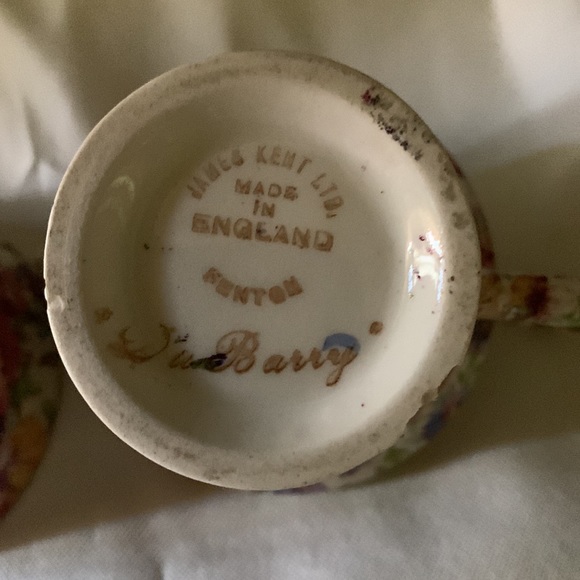 JAMES KENT LTD.
MADE
IN
ENGLAND
FENTON
"Du Barry"